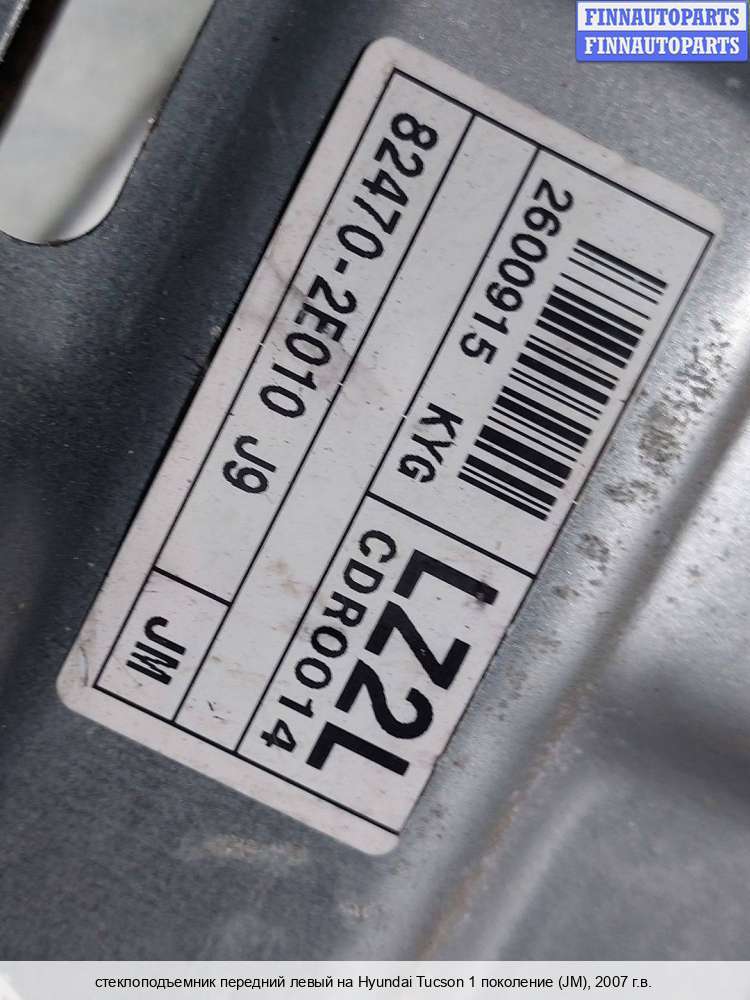 FINNAUTOPARTS
FINNAUTOPARTS
2600915 KYG
LZ2L
CDR0014
82470-2E010 J9
JM
стеклоподъемник передний левый на Hyundai Tucson 1 поколение (JM), 2007 г.в.